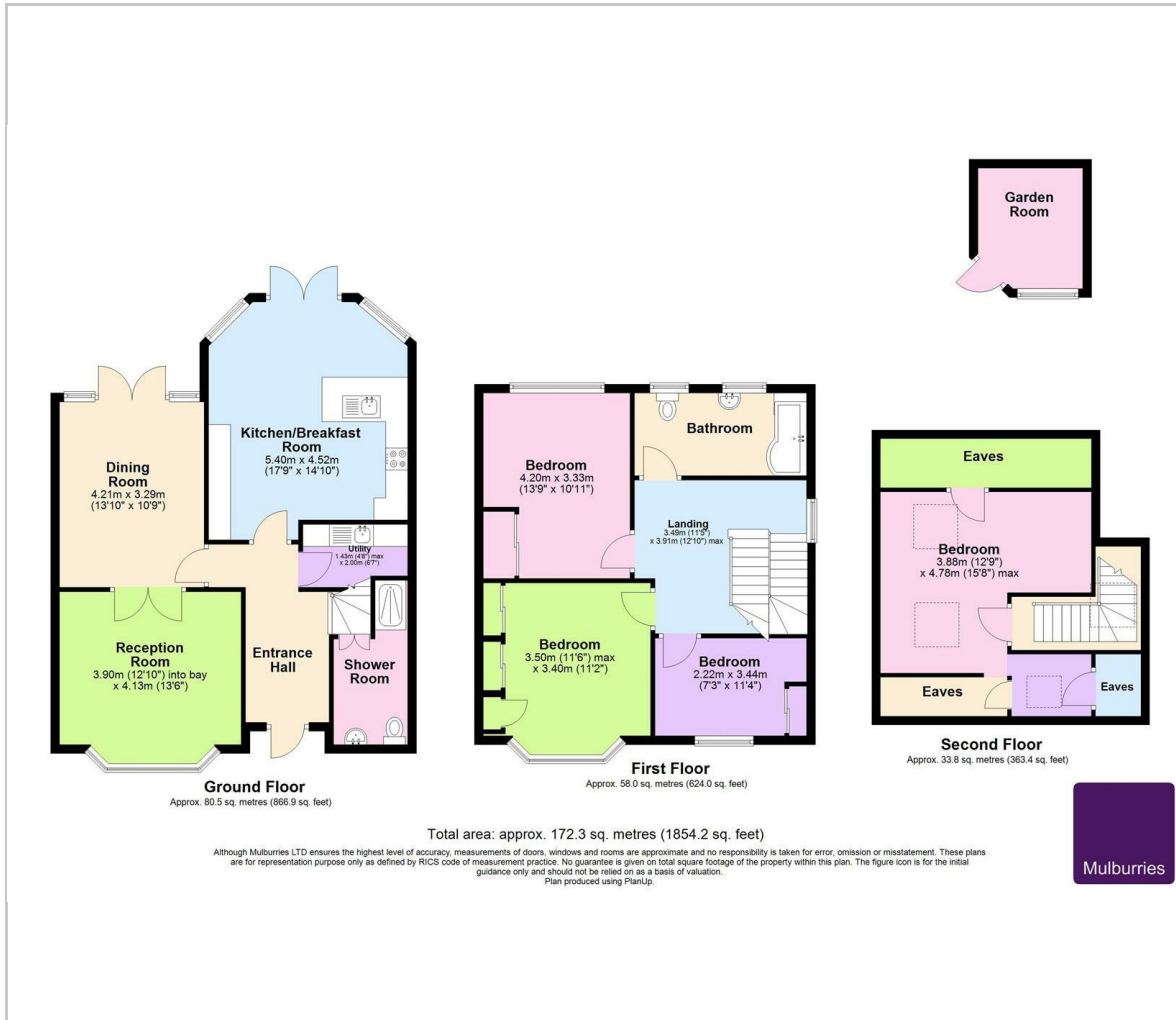 Garden
Room
Kitchen/Breakfast
Room
5.40m x 4.52m
(17'9" x 14'10")
Dining
Room
4.21m x 3.29m
(13'10" x 10'9")
Utility
1.43m (4'8") max
x 2.00m (6'7")
Reception
Room
3.90m (12'10") into bay
x 4.13m (13'6")
Entrance
Hall
Shower
Room
Ground Floor
Approx. 80.5 sq. metres (866.9 sq. feet)
Bathroom
Bedroom
4.20m x 3.33m
(13'9" x 10'11")
Landing
3.49m (11'5")
x 3.91m (12'10") max
Bedroom
3.50m (11'6") max
x 3.40m (11'2")
Bedroom
2.22m x 3.44m
(7'3" x 11'4")
First Floor
Approx. 58.0 sq. metres (624.0 sq. feet)
Eaves
Bedroom
3.88m (12'9")
x 4.78m (15'8") max
Eaves
Eaves
Second Floor
Approx. 33.8 sq. metres (363.4 sq. feet)
Total area: approx. 172.3 sq. metres (1854.2 sq. feet)
Although Mulburries LTD ensures the highest level of accuracy, measurements of doors, windows and rooms are approximate and no responsibility is taken for error, omission or misstatement. These plans
are for representation purpose only as defined by RICS code of measurement practice. No guarantee is given on total square footage of the property within this plan. The figure icon is for the initial
guidance only and should not be relied on as a basis of valuation.
Plan produced using PlanUp.
Mulburries